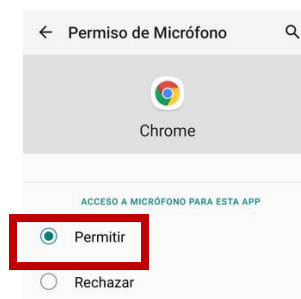 Permiso de Micrófono
Chrome
ACCESO A MICRÓFONO PARA ESTA APP
Permitir
Rechazar